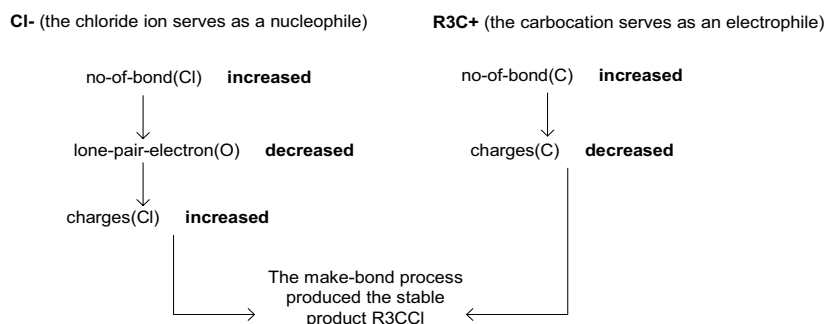 Cl- (the chloride ion serves as a nucleophile)
no-of-bond(Cl) increased
lone-pair-electron(O) decreased
charges(Cl) increased
R3C+ (the carbocation serves as an electrophile)
no-of-bond(C) increased
charges(C) decreased
The make-bond process
produced the stable
product R3CCl